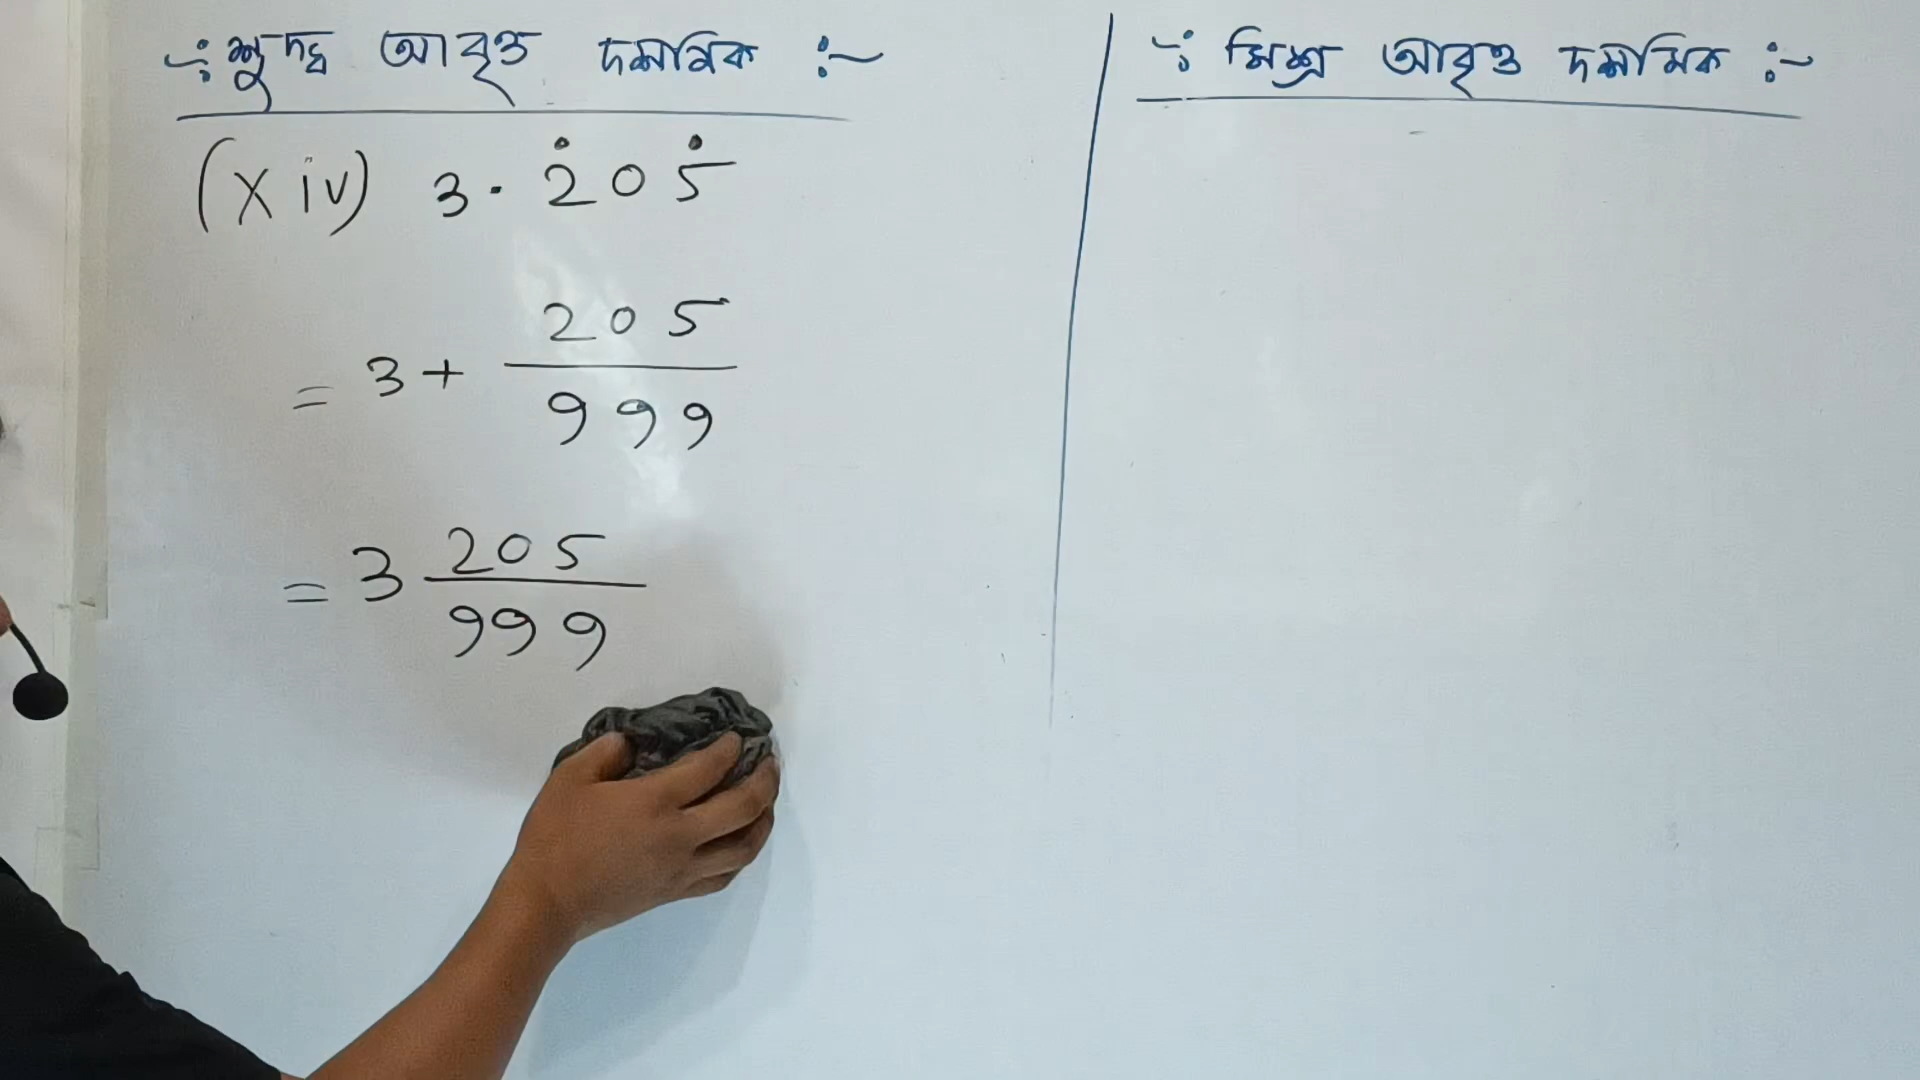 -: শুদ্ধ আবৃত্ত দশমিক :-
(xiv) 3.2̇05̇
= 3 + 205/999
= 3 205/999
-: মিশ্র আবৃত্ত দশমিক :-